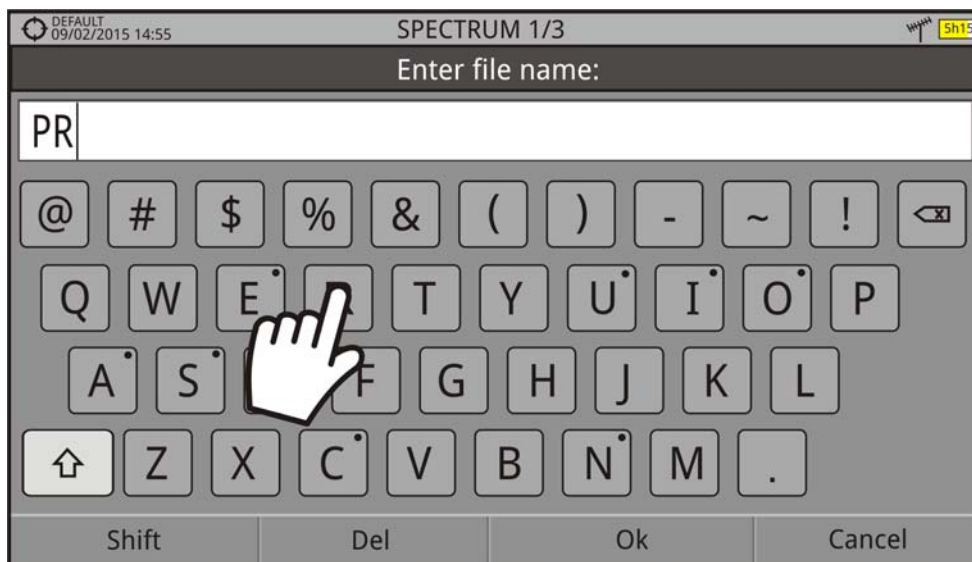 DEFAULT
09/02/2015 14:55
SPECTRUM 1/3
5h15
Enter file name:
PR
@ # $ % & ( ) - ~ !
Q W E R T Y U I O P
A S F G H J K L
Z X C V B N M .
Shift Del Ok Cancel